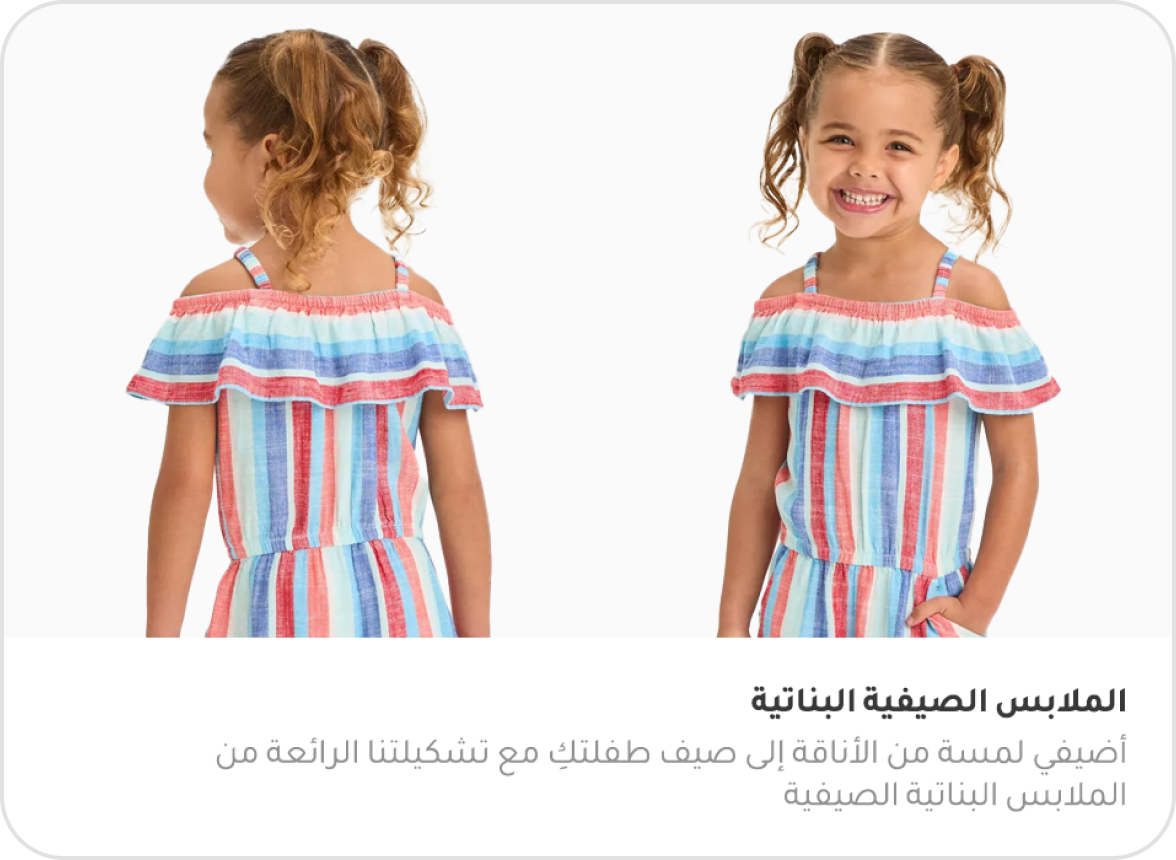 الملابس الصيفية البناتية
أضيفي لمسة من الأناقة إلى صيف طفلتكِ مع تشكيلتنا الرائعة من
الملابس البناتية الصيفية